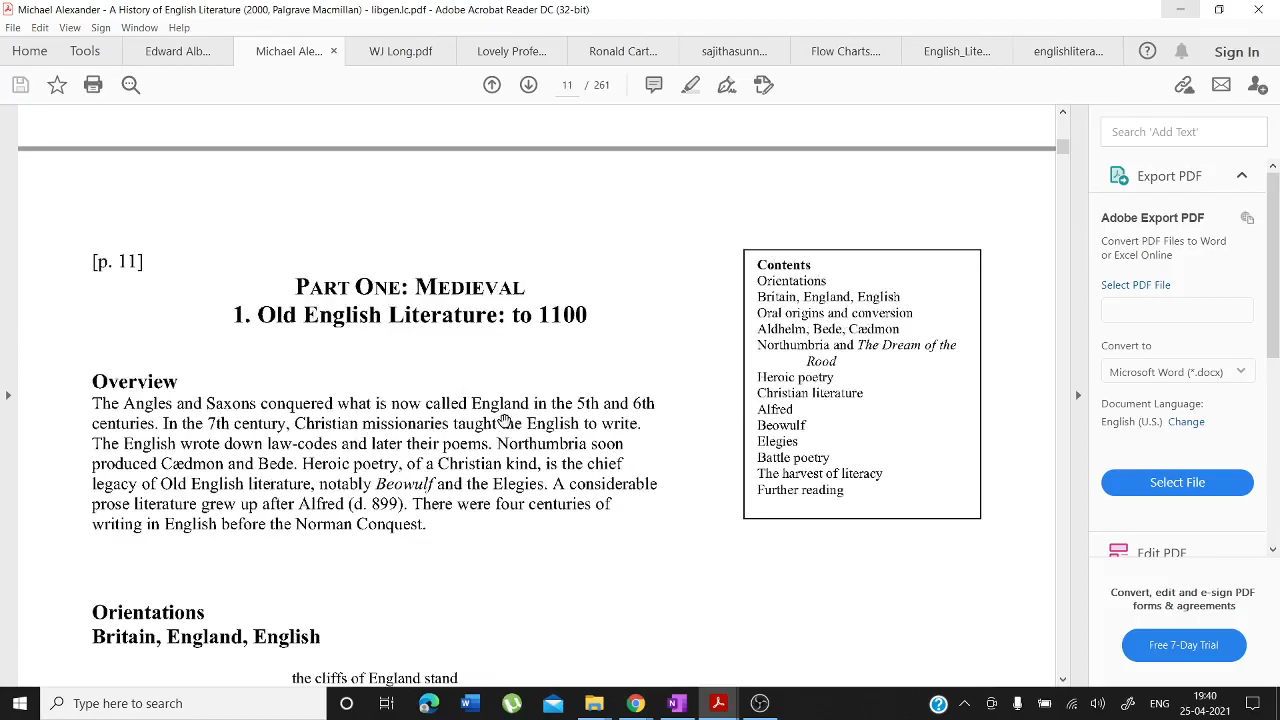 Michael Alexander - A History of English Literature (2000, Palgrave Macmillan) - libgen.lc.pdf - Adobe Acrobat Reader DC (32-bit)
File Edit View Sign Window Help
Home Tools Edward Alb... Michael Ale... × WJ Long.pdf Lovely Profe... Ronald Cart... sajithasunn... Flow Charts.... English_Lite... englishlitera... Sign In
11 / 261
Search 'Add Text'
Export PDF
Adobe Export PDF
Convert PDF Files to Word
or Excel Online
Select PDF File
Convert to
Microsoft Word (*.docx)
Document Language:
English (U.S.) Change
Select File
Edit PDF
Convert, edit and e-sign PDF
forms & agreements
Free 7-Day Trial
[p. 11]
PART ONE: MEDIEVAL
1. Old English Literature: to 1100
Overview
The Angles and Saxons conquered what is now called England in the 5th and 6th
centuries. In the 7th century, Christian missionaries taught the English to write.
The English wrote down law-codes and later their poems. Northumbria soon
produced Cædmon and Bede. Heroic poetry, of a Christian kind, is the chief
legacy of Old English literature, notably Beowulf and the Elegies. A considerable
prose literature grew up after Alfred (d. 899). There were four centuries of
writing in English before the Norman Conquest.
Contents
Orientations
Britain, England, English
Oral origins and conversion
Aldhelm, Bede, Cædmon
Northumbria and The Dream of the
Rood
Heroic poetry
Christian literature
Alfred
Beowulf
Elegies
Battle poetry
The harvest of literacy
Further reading
Orientations
Britain, England, English
the cliffs of England stand
Type here to search
ENG
19:40
25-04-2021